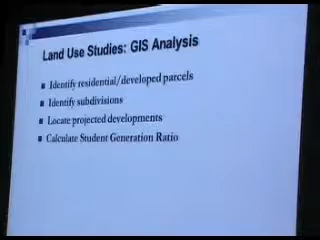 Land Use Studies: GIS Analysis
Identify residential/developed parcels
Identify subdivisions
Locate projected developments
Calculate Student Generation Ratio